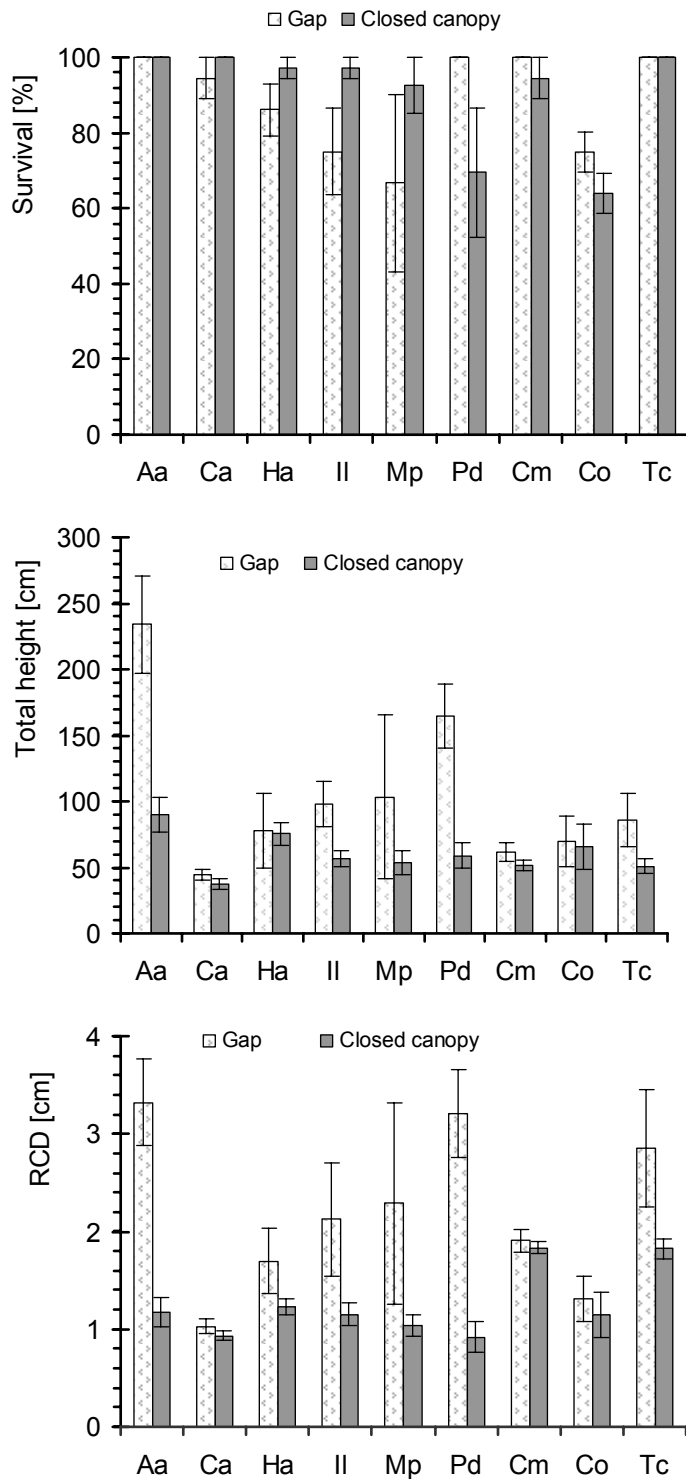 Gap Closed canopy
Survival [%]
100
80
60
40
20
0
Aa Ca Ha Il Mp Pd Cm Co Tc
Gap Closed canopy
Total height [cm]
300
250
200
150
100
50
0
Aa Ca Ha Il Mp Pd Cm Co Tc
Gap Closed canopy
RCD [cm]
4
3
2
1
0
Aa Ca Ha Il Mp Pd Cm Co Tc